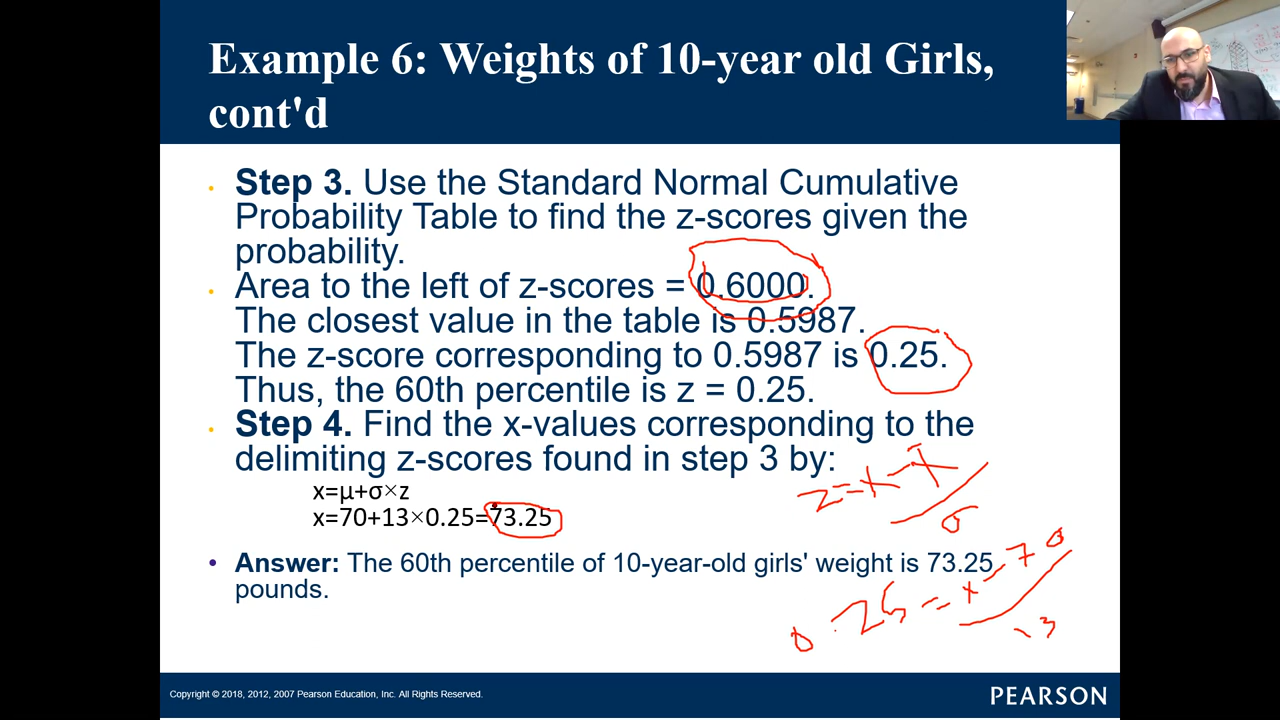 Example 6: Weights of 10-year old Girls,
cont'd
Step 3. Use the Standard Normal Cumulative
Probability Table to find the z-scores given the
probability.
Area to the left of z-scores = 0.6000.
The closest value in the table is 0.5987.
The z-score corresponding to 0.5987 is 0.25.
Thus, the 60th percentile is z = 0.25.
Step 4. Find the x-values corresponding to the
delimiting z-scores found in step 3 by:
x=μ+σ×z
x=70+13×0.25=73.25
z=x-x̄
σ
Answer: The 60th percentile of 10-year-old girls' weight is 73.25
pounds.
0.25=x-70
13
Copyright © 2018, 2012, 2007 Pearson Education, Inc. All Rights Reserved.
PEARSON